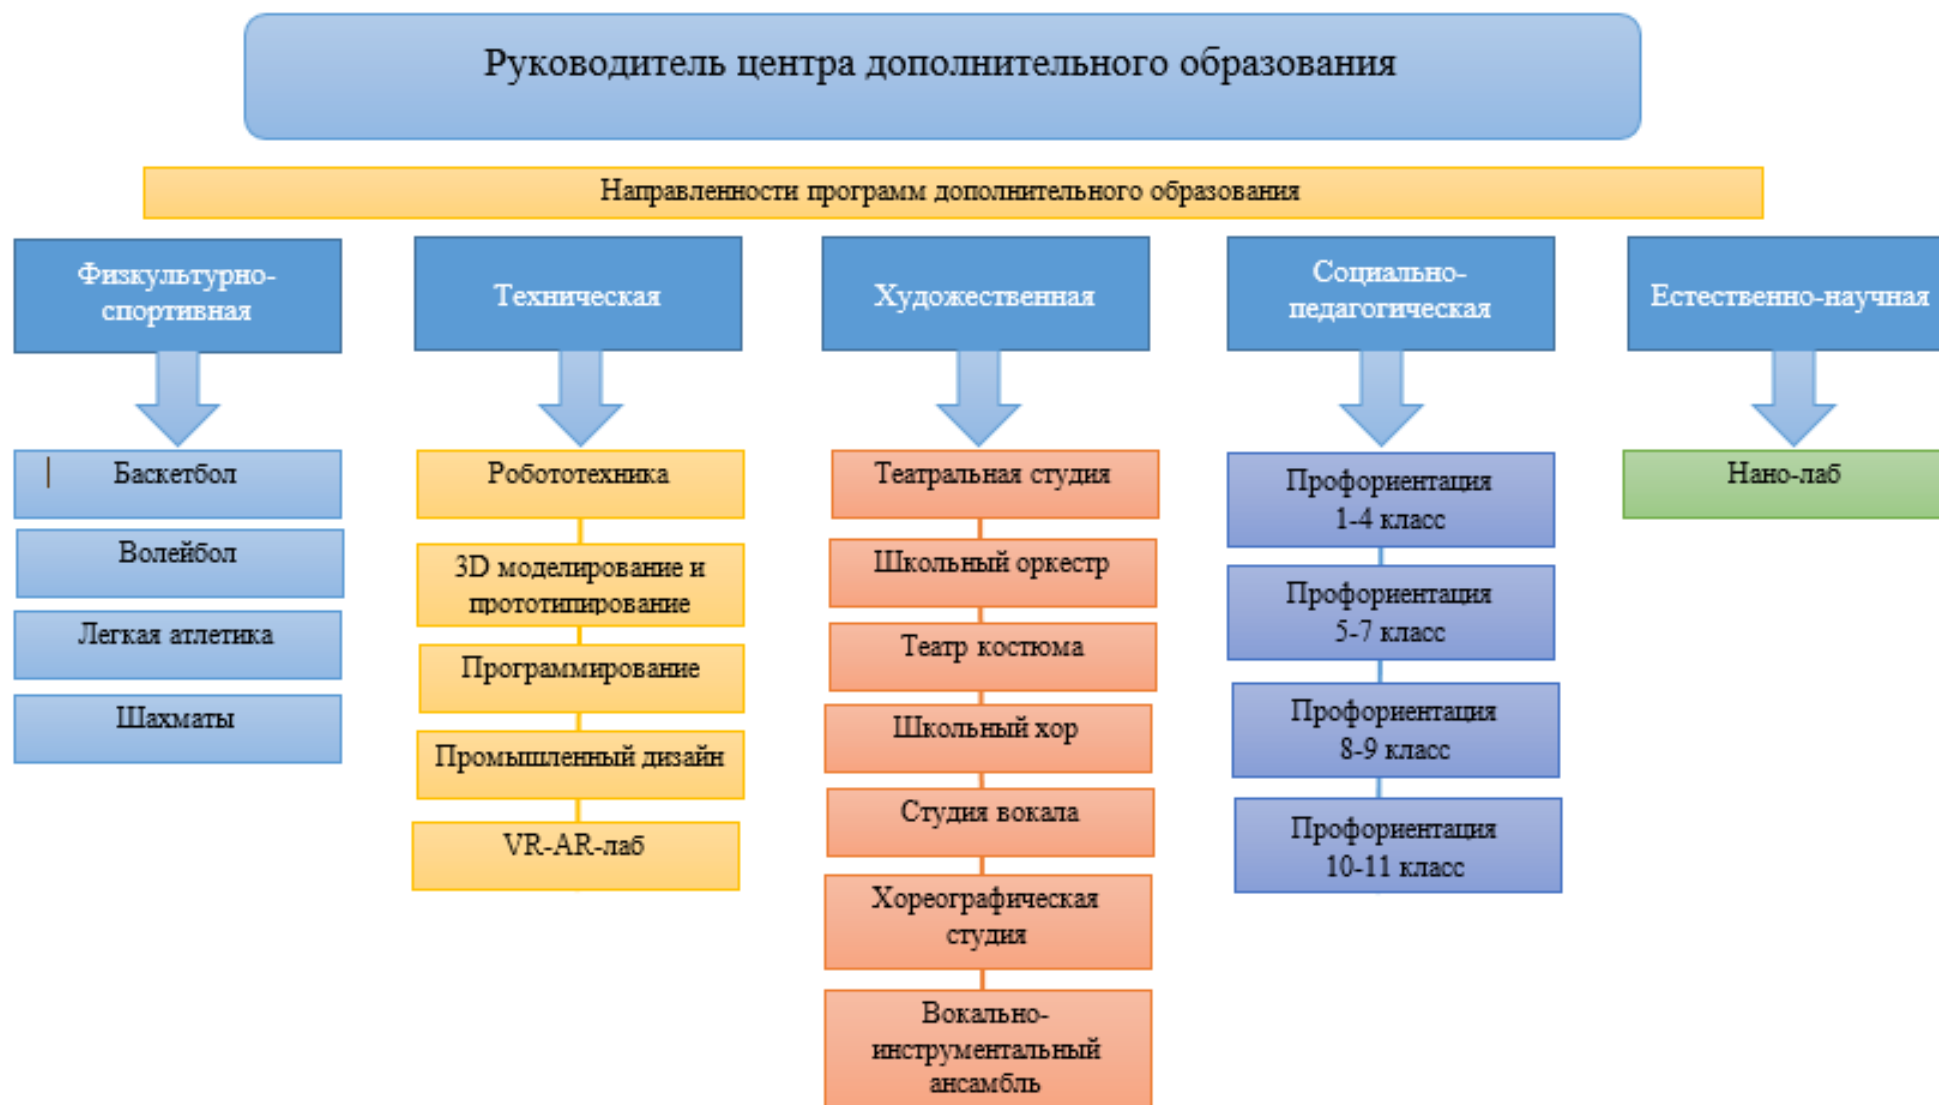 Руководитель центра дополнительного образования
Направленности программ дополнительного образования
Физкультурно-
спортивная
Техническая
Художественная
Социально-
педагогическая
Естественно-научная
Баскетбол
Волейбол
Легкая атлетика
Шахматы
Робототехника
3D моделирование и
прототипирование
Программирование
Промышленный дизайн
VR-AR-лаб
Театральная студия
Школьный оркестр
Театр костюма
Школьный хор
Студия вокала
Хореографическая
студия
Вокально-
инструментальный
ансамбль
Профориентация
1-4 класс
Профориентация
5-7 класс
Профориентация
8-9 класс
Профориентация
10-11 класс
Нано-лаб